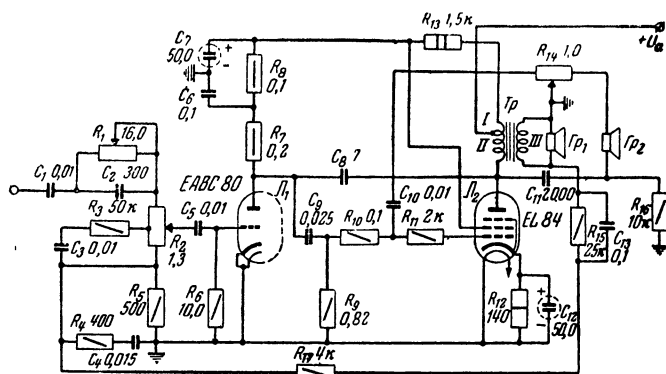 C7
50,0
+
-
R8
0,1
C6
0,1
R7
0,2
R13 1,5к
+Ua
R14 1,0
Тр
I
II
III
Гр1
Гр2
R1 16,0
C1 0,01
C2 300
EABC 80
Л1
C8 7
C9
0,025
C10 0,01
Л2
C11 2000
R16
10к
EL 84
R3 50к
C5 0,01
R10 0,1
R11 2к
R15
25к
C13
0,1
C3 0,01
R2
1,3
R5
500
R6
10,0
R9
0,82
R12
140
+
-
C12
50,0
R4 400
C4 0,015
R17 4к